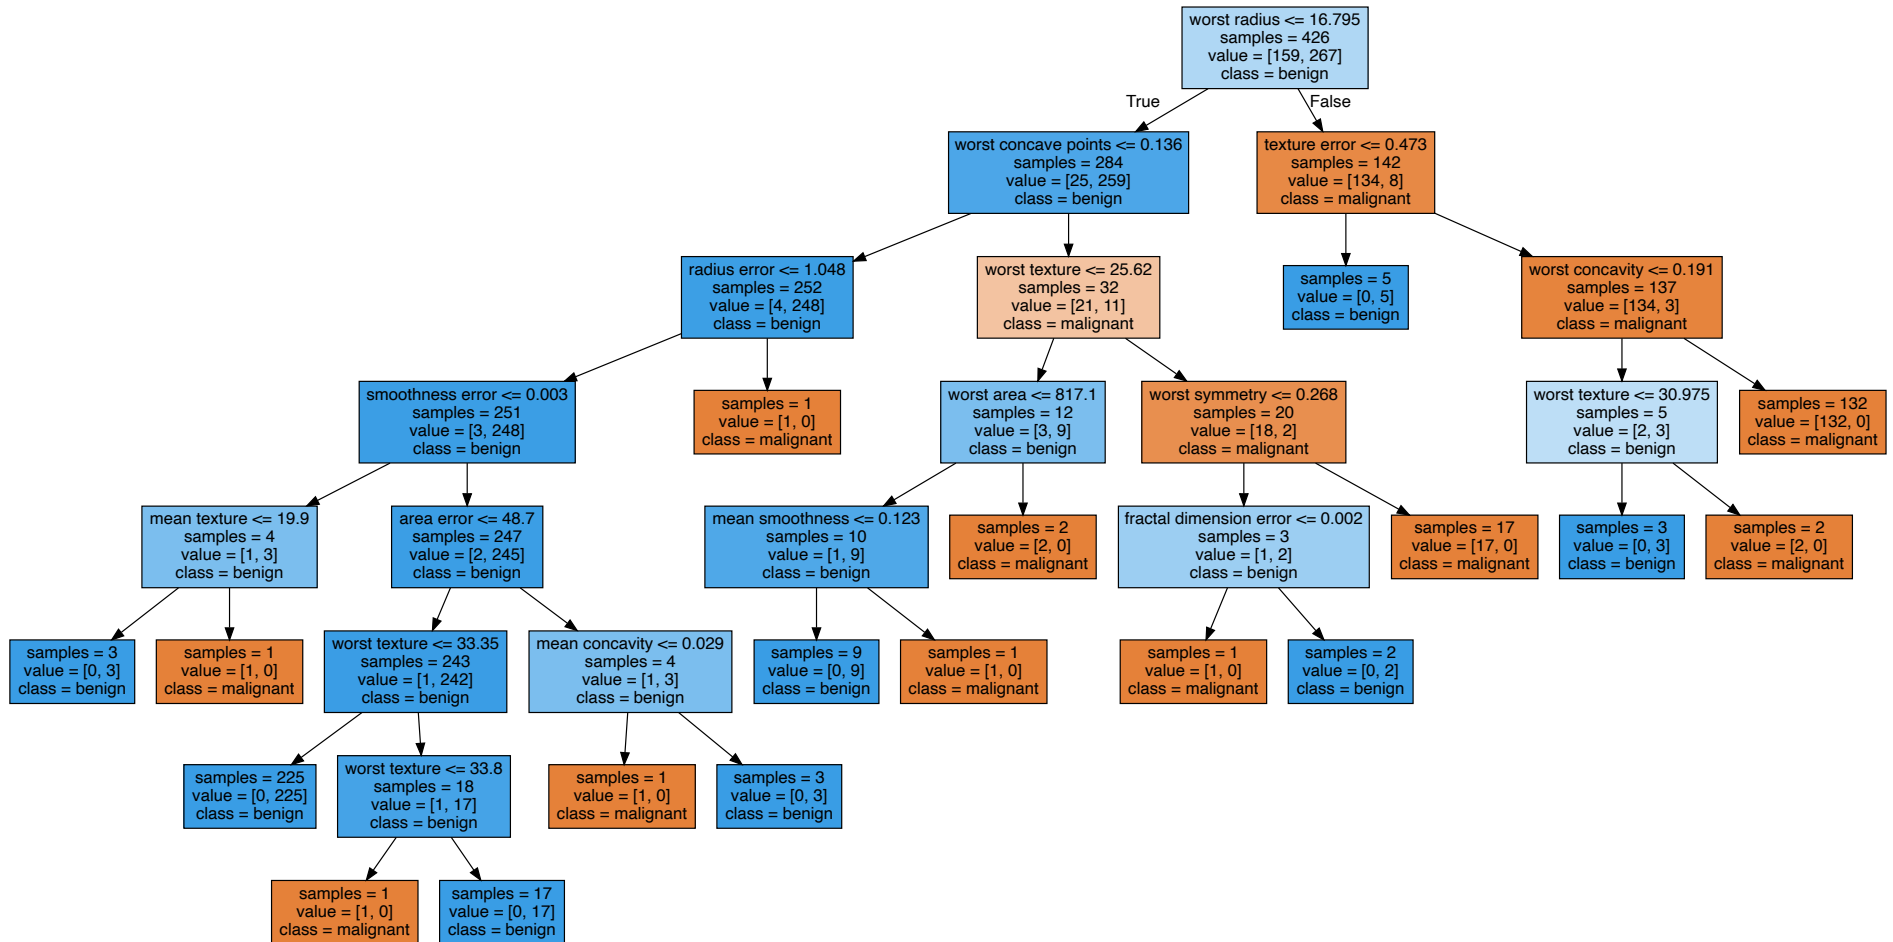 worst radius <= 16.795
samples = 426
value = [159, 267]
class = benign
True
False
worst concave points <= 0.136
samples = 284
value = [25, 259]
class = benign
texture error <= 0.473
samples = 142
value = [134, 8]
class = malignant
radius error <= 1.048
samples = 252
value = [4, 248]
class = benign
worst texture <= 25.62
samples = 32
value = [21, 11]
class = malignant
samples = 5
value = [0, 5]
class = benign
worst concavity <= 0.191
samples = 137
value = [134, 3]
class = malignant
smoothness error <= 0.003
samples = 251
value = [3, 248]
class = benign
samples = 1
value = [1, 0]
class = malignant
worst area <= 817.1
samples = 12
value = [3, 9]
class = benign
worst symmetry <= 0.268
samples = 20
value = [18, 2]
class = malignant
worst texture <= 30.975
samples = 5
value = [2, 3]
class = benign
samples = 132
value = [132, 0]
class = malignant
mean texture <= 19.9
samples = 4
value = [1, 3]
class = benign
area error <= 48.7
samples = 247
value = [2, 245]
class = benign
mean smoothness <= 0.123
samples = 10
value = [1, 9]
class = benign
samples = 2
value = [2, 0]
class = malignant
fractal dimension error <= 0.002
samples = 3
value = [1, 2]
class = benign
samples = 17
value = [17, 0]
class = malignant
samples = 3
value = [0, 3]
class = benign
samples = 2
value = [2, 0]
class = malignant
samples = 3
value = [0, 3]
class = benign
samples = 1
value = [1, 0]
class = malignant
worst texture <= 33.35
samples = 243
value = [1, 242]
class = benign
mean concavity <= 0.029
samples = 4
value = [1, 3]
class = benign
samples = 9
value = [0, 9]
class = benign
samples = 1
value = [1, 0]
class = malignant
samples = 1
value = [1, 0]
class = malignant
samples = 2
value = [0, 2]
class = benign
samples = 225
value = [0, 225]
class = benign
worst texture <= 33.8
samples = 18
value = [1, 17]
class = benign
samples = 1
value = [1, 0]
class = malignant
samples = 3
value = [0, 3]
class = benign
samples = 1
value = [1, 0]
class = malignant
samples = 17
value = [0, 17]
class = benign